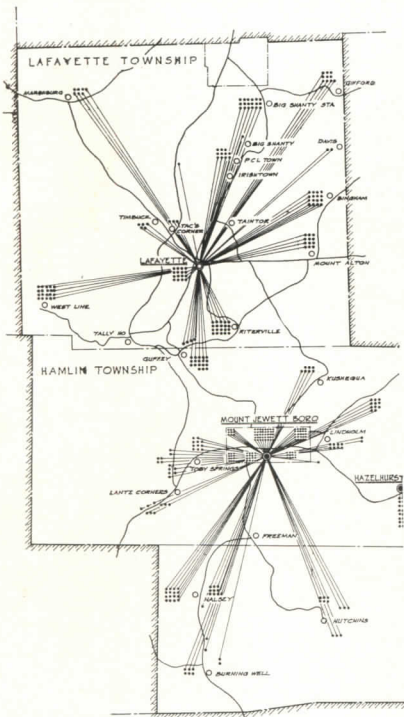 LAFAYETTE TOWNSHIP
MARSHBURG
GIFFORD
BIG SHANTY STA.
BIG SHANTY
DAVIS
P.C.L. TOWN
IRISHTOWN
BINGHAM
TIMBUCK
TAC'S
CORNER
TAINTOR
LAFAYETTE
MOUNT ALTON
WEST LINE
RITERVILLE
TALLY HO
GUFFEY
HAMLIN TOWNSHIP
KUSHEQUA
MOUNT JEWETT BORO
LINDHOLM
TOBY SPRINGS
HAZELHURST
LANTZ CORNERS
FREEMAN
HALSEY
HUTCHINS
BURNING WELL